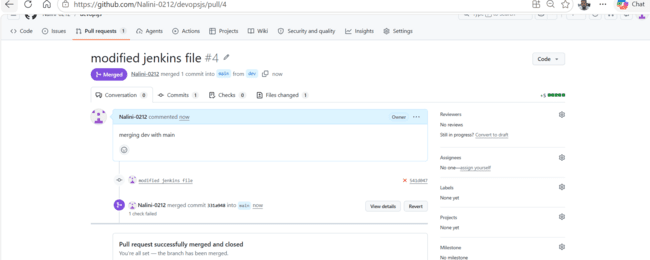 https://github.com/Nalini-0212/devopsjs/pull/4
Chat
Nalini-0212 / devopsjs
Code Issues Pull requests 1 Agents Actions Projects Wiki Security and quality Insights Settings
modified jenkins file #4
Code
Merged Nalini-0212 merged 1 commit into main from dev now
Conversation 0 Commits 1 Checks 0 Files changed 1
Nalini-0212 commented now
Owner
merging dev with main
modified jenkins file
Nalini-0212 merged commit 335a098 into main now
1 check failed
View details
Revert
Pull request successfully merged and closed
You're all set — the branch has been merged.
Reviewers
No reviews
Still in progress? Convert to draft
Assignees
No one—assign yourself
Labels
None yet
Projects
None yet
Milestone
No milestone